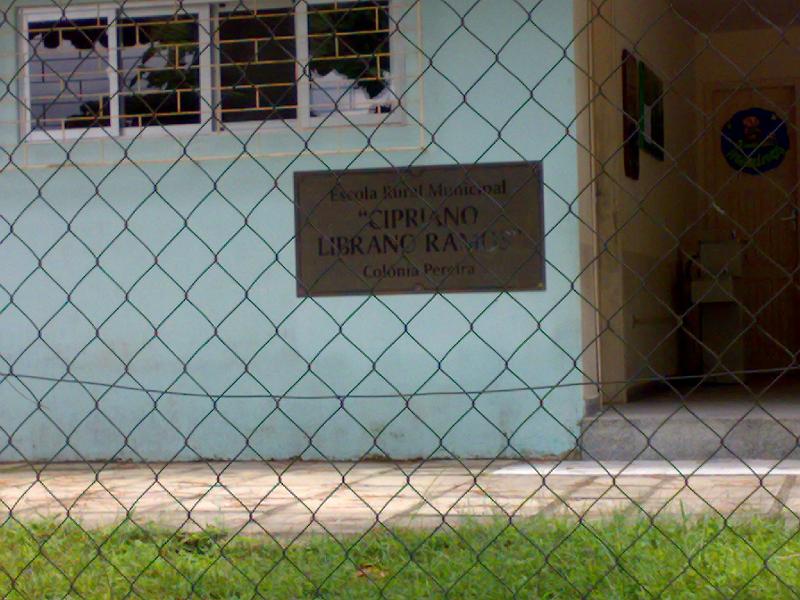 Escola Rural Municipal
"CIPRIANO
LIBRANO RAMOS"
Colônia Pereira